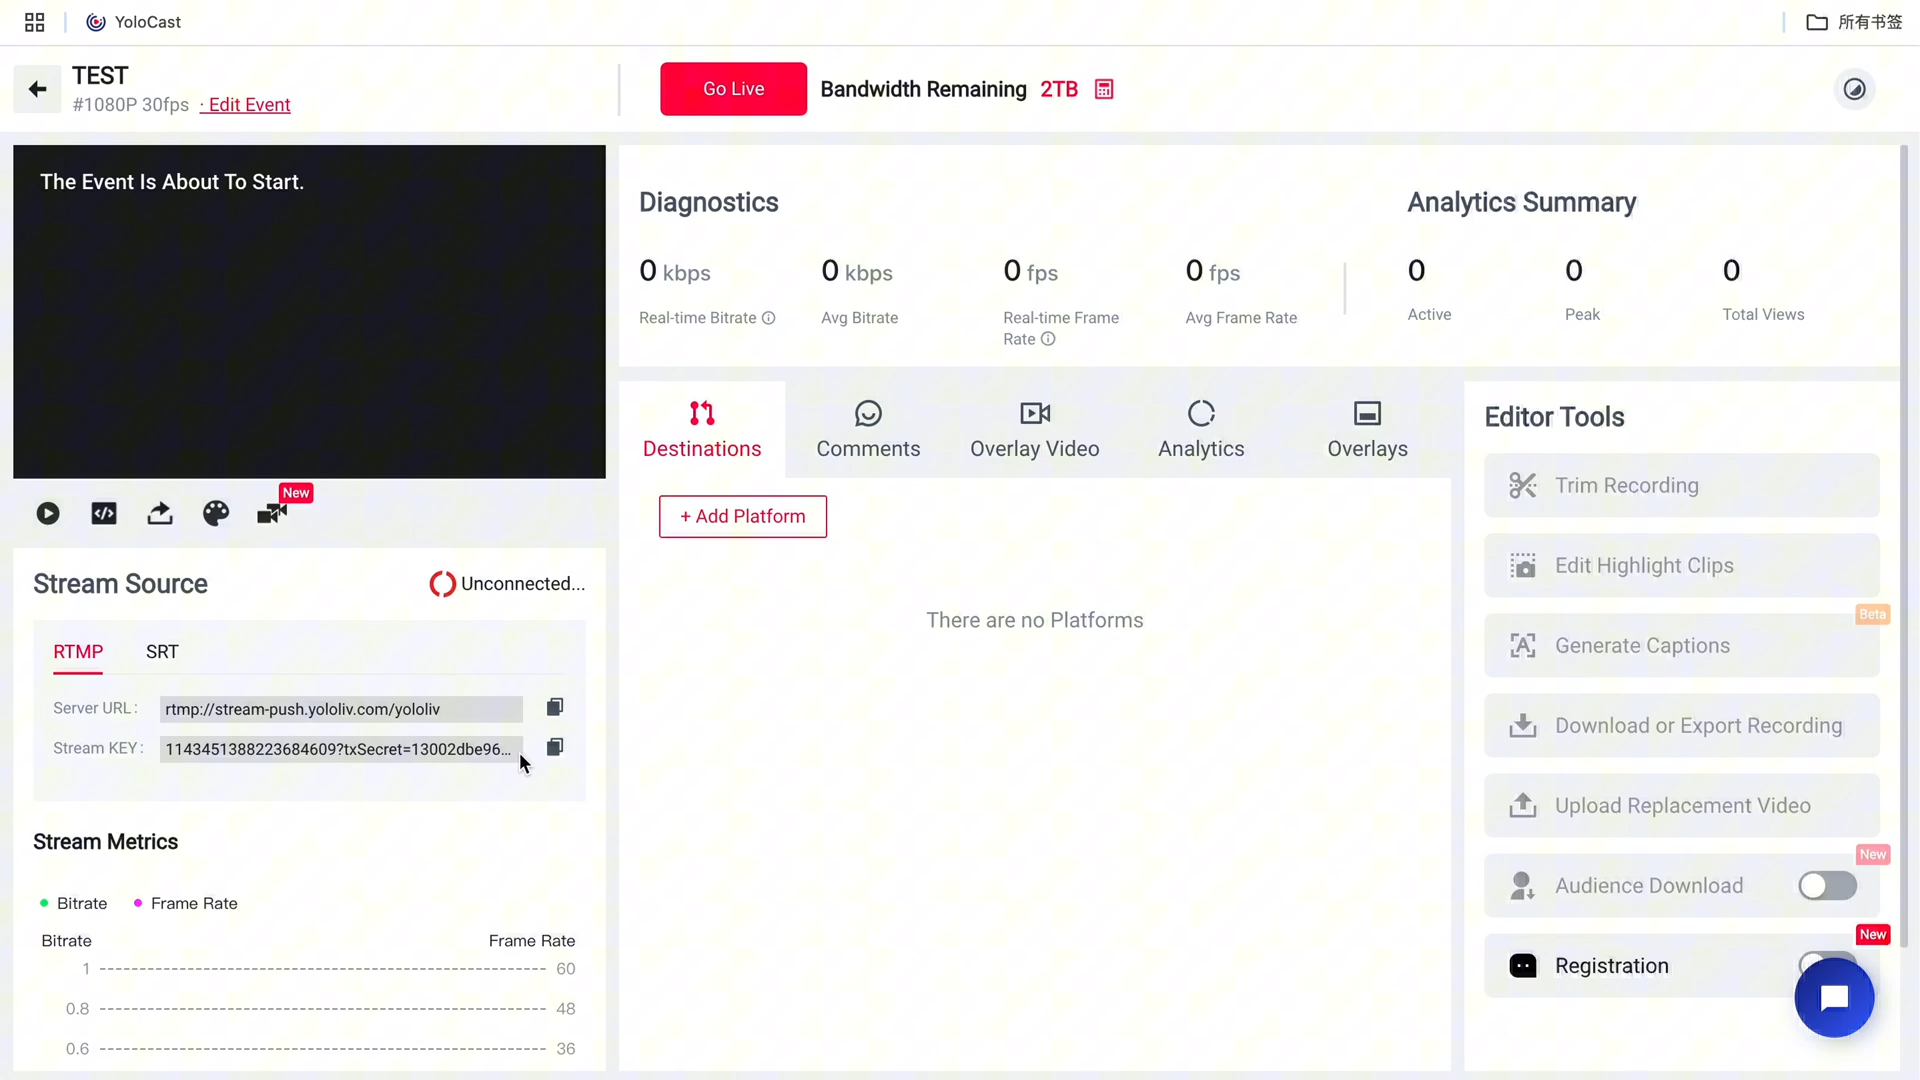 YoloCast
所有书签
TEST
#1080P 30fps · Edit Event
Go Live
Bandwidth Remaining 2TB
The Event Is About To Start.
Diagnostics
0 kbps
Real-time Bitrate
0 kbps
Avg Bitrate
0 fps
Real-time Frame
Rate
0 fps
Avg Frame Rate
Analytics Summary
0
Active
0
Peak
0
Total Views
New
Stream Source
Unconnected...
RTMP SRT
Server URL: rtmp://stream-push.yololiv.com/yololiv
Stream KEY: 1143451388223684609?txSecret=13002dbe96...
Stream Metrics
Bitrate Frame Rate
Bitrate Frame Rate
1 60
0.8 48
0.6 36
Destinations
Comments
Overlay Video
Analytics
Overlays
+ Add Platform
There are no Platforms
Editor Tools
Trim Recording
Edit Highlight Clips
Beta
Generate Captions
Download or Export Recording
Upload Replacement Video
New
Audience Download
New
Registration